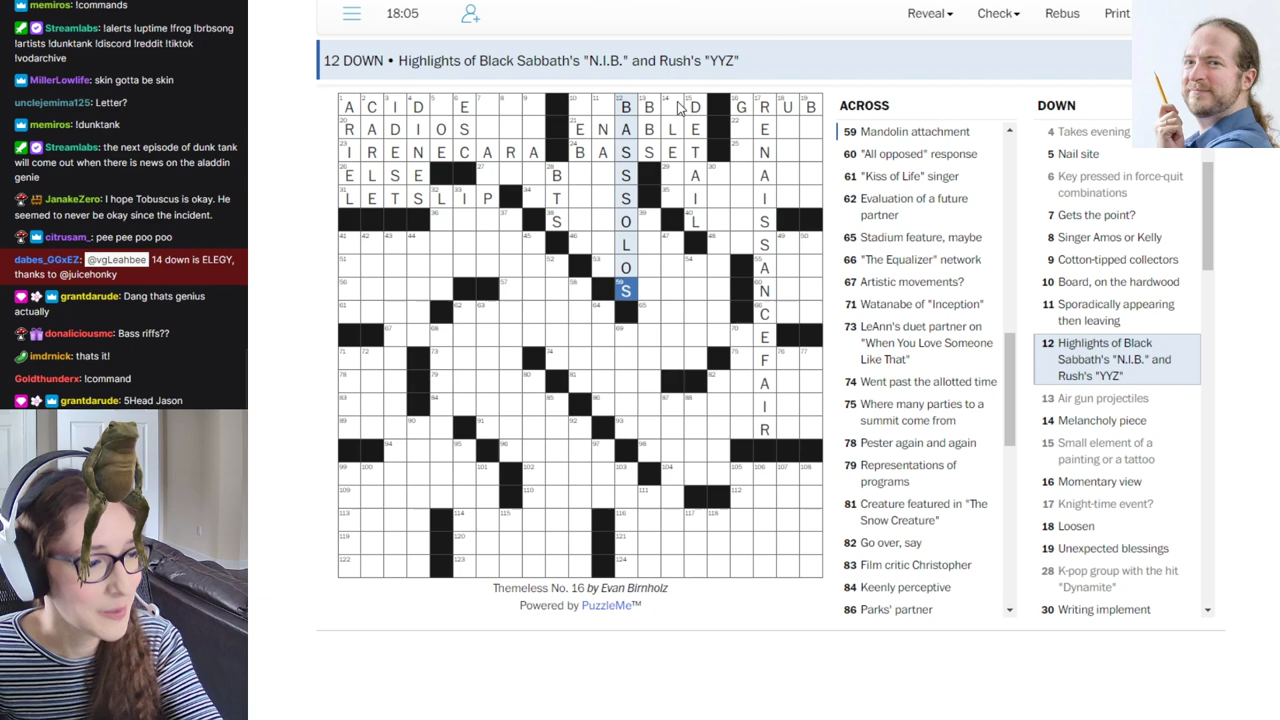 memiros: !commands
Streamlabs: !alerts !uptime !frog !brbsong
!artists !dunktank !discord !reddit !tiktok
!vodarchive
MillerLowlife: skin gotta be skin
unclejemima125: Letter?
memiros: !dunktank
Streamlabs: the next episode of dunk tank
will come out when there is news on the aladdin
genie
JanakeZero: I hope Tobuscus is okay. He
seemed to never be okay since the incident.
citrusam_: pee pee poo poo
dabes_GGxEZ: @vgLeahbee 14 down is ELEGY,
thanks to @juicehonky
grantdarude: Dang thats genius
actually
donaliciousmc: Bass riffs??
imdrnick: thats it!
Goldthunderx: !command
grantdarude: 5Head Jason
18:05
Reveal
Check
Rebus
Print
12 DOWN • Highlights of Black Sabbath's "N.I.B." and Rush's "YYZ"
A C I D E B B D G R U B
R A D I O S E N A B L E E
I R E N E C A R A B A S S E T N
E L S E B S A A
L E T S L I P T S I I
S O L S
L S
O A
S N
C
E
F
A
I
R
Themeless No. 16 by Evan Birnholz
Powered by PuzzleMe™
ACROSS
59 Mandolin attachment
60 "All opposed" response
61 "Kiss of Life" singer
62 Evaluation of a future
partner
65 Stadium feature, maybe
66 "The Equalizer" network
67 Artistic movements?
71 Watanabe of "Inception"
73 LeAnn's duet partner on
"When You Love Someone
Like That"
74 Went past the allotted time
75 Where many parties to a
summit come from
78 Pester again and again
79 Representations of
programs
81 Creature featured in "The
Snow Creature"
82 Go over, say
83 Film critic Christopher
84 Keenly perceptive
86 Parks' partner
DOWN
4 Takes evening
5 Nail site
6 Key pressed in force-quit
combinations
7 Gets the point?
8 Singer Amos or Kelly
9 Cotton-tipped collectors
10 Board, on the hardwood
11 Sporadically appearing
then leaving
12 Highlights of Black
Sabbath's "N.I.B." and
Rush's "YYZ"
13 Air gun projectiles
14 Melancholy piece
15 Small element of a
painting or a tattoo
16 Momentary view
17 Knight-time event?
18 Loosen
19 Unexpected blessings
28 K-pop group with the hit
"Dynamite"
30 Writing implement